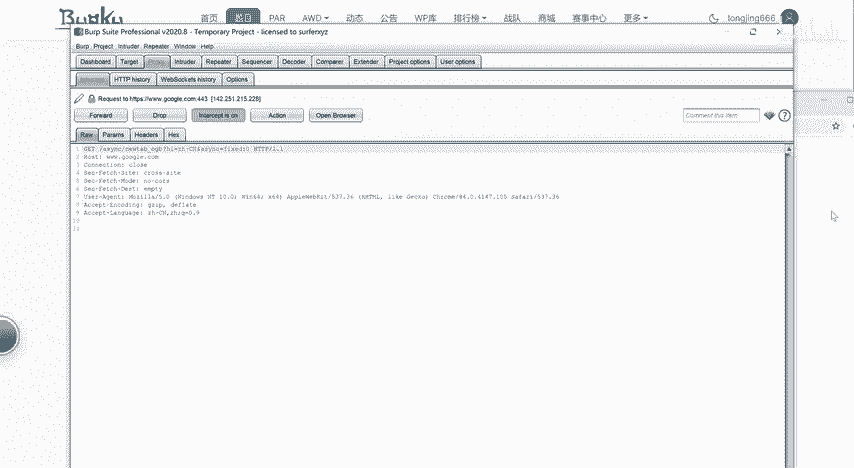 Bugku 首页 题目 PAR AWD 动态 公告 WP库 排行榜 战队 商城 赛事中心 更多 tongjing666
Burp Suite Professional v2020.8 - Temporary Project - licensed to surferxyz
Burp Project Intruder Repeater Window Help
Dashboard Target Proxy Intruder Repeater Sequencer Decoder Comparer Extender Project options User options
HTTP history WebSockets history Options
Request to https://www.google.com:443 [142.251.215.228]
Forward Drop Intercept is on Action Open Browser Comment this item
Raw Params Headers Hex
1 GET /async/newtab_ogb?hl=zh-CN&async=fixed:0 HTTP/1.1
2 Host: www.google.com
3 Connection: close
4 Sec-Fetch-Site: cross-site
5 Sec-Fetch-Mode: no-cors
6 Sec-Fetch-Dest: empty
7 User-Agent: Mozilla/5.0 (Windows NT 10.0; Win64; x64) AppleWebKit/537.36 (KHTML, like Gecko) Chrome/84.0.4147.105 Safari/537.36
8 Accept-Encoding: gzip, deflate
9 Accept-Language: zh-CN,zh;q=0.9
10
11